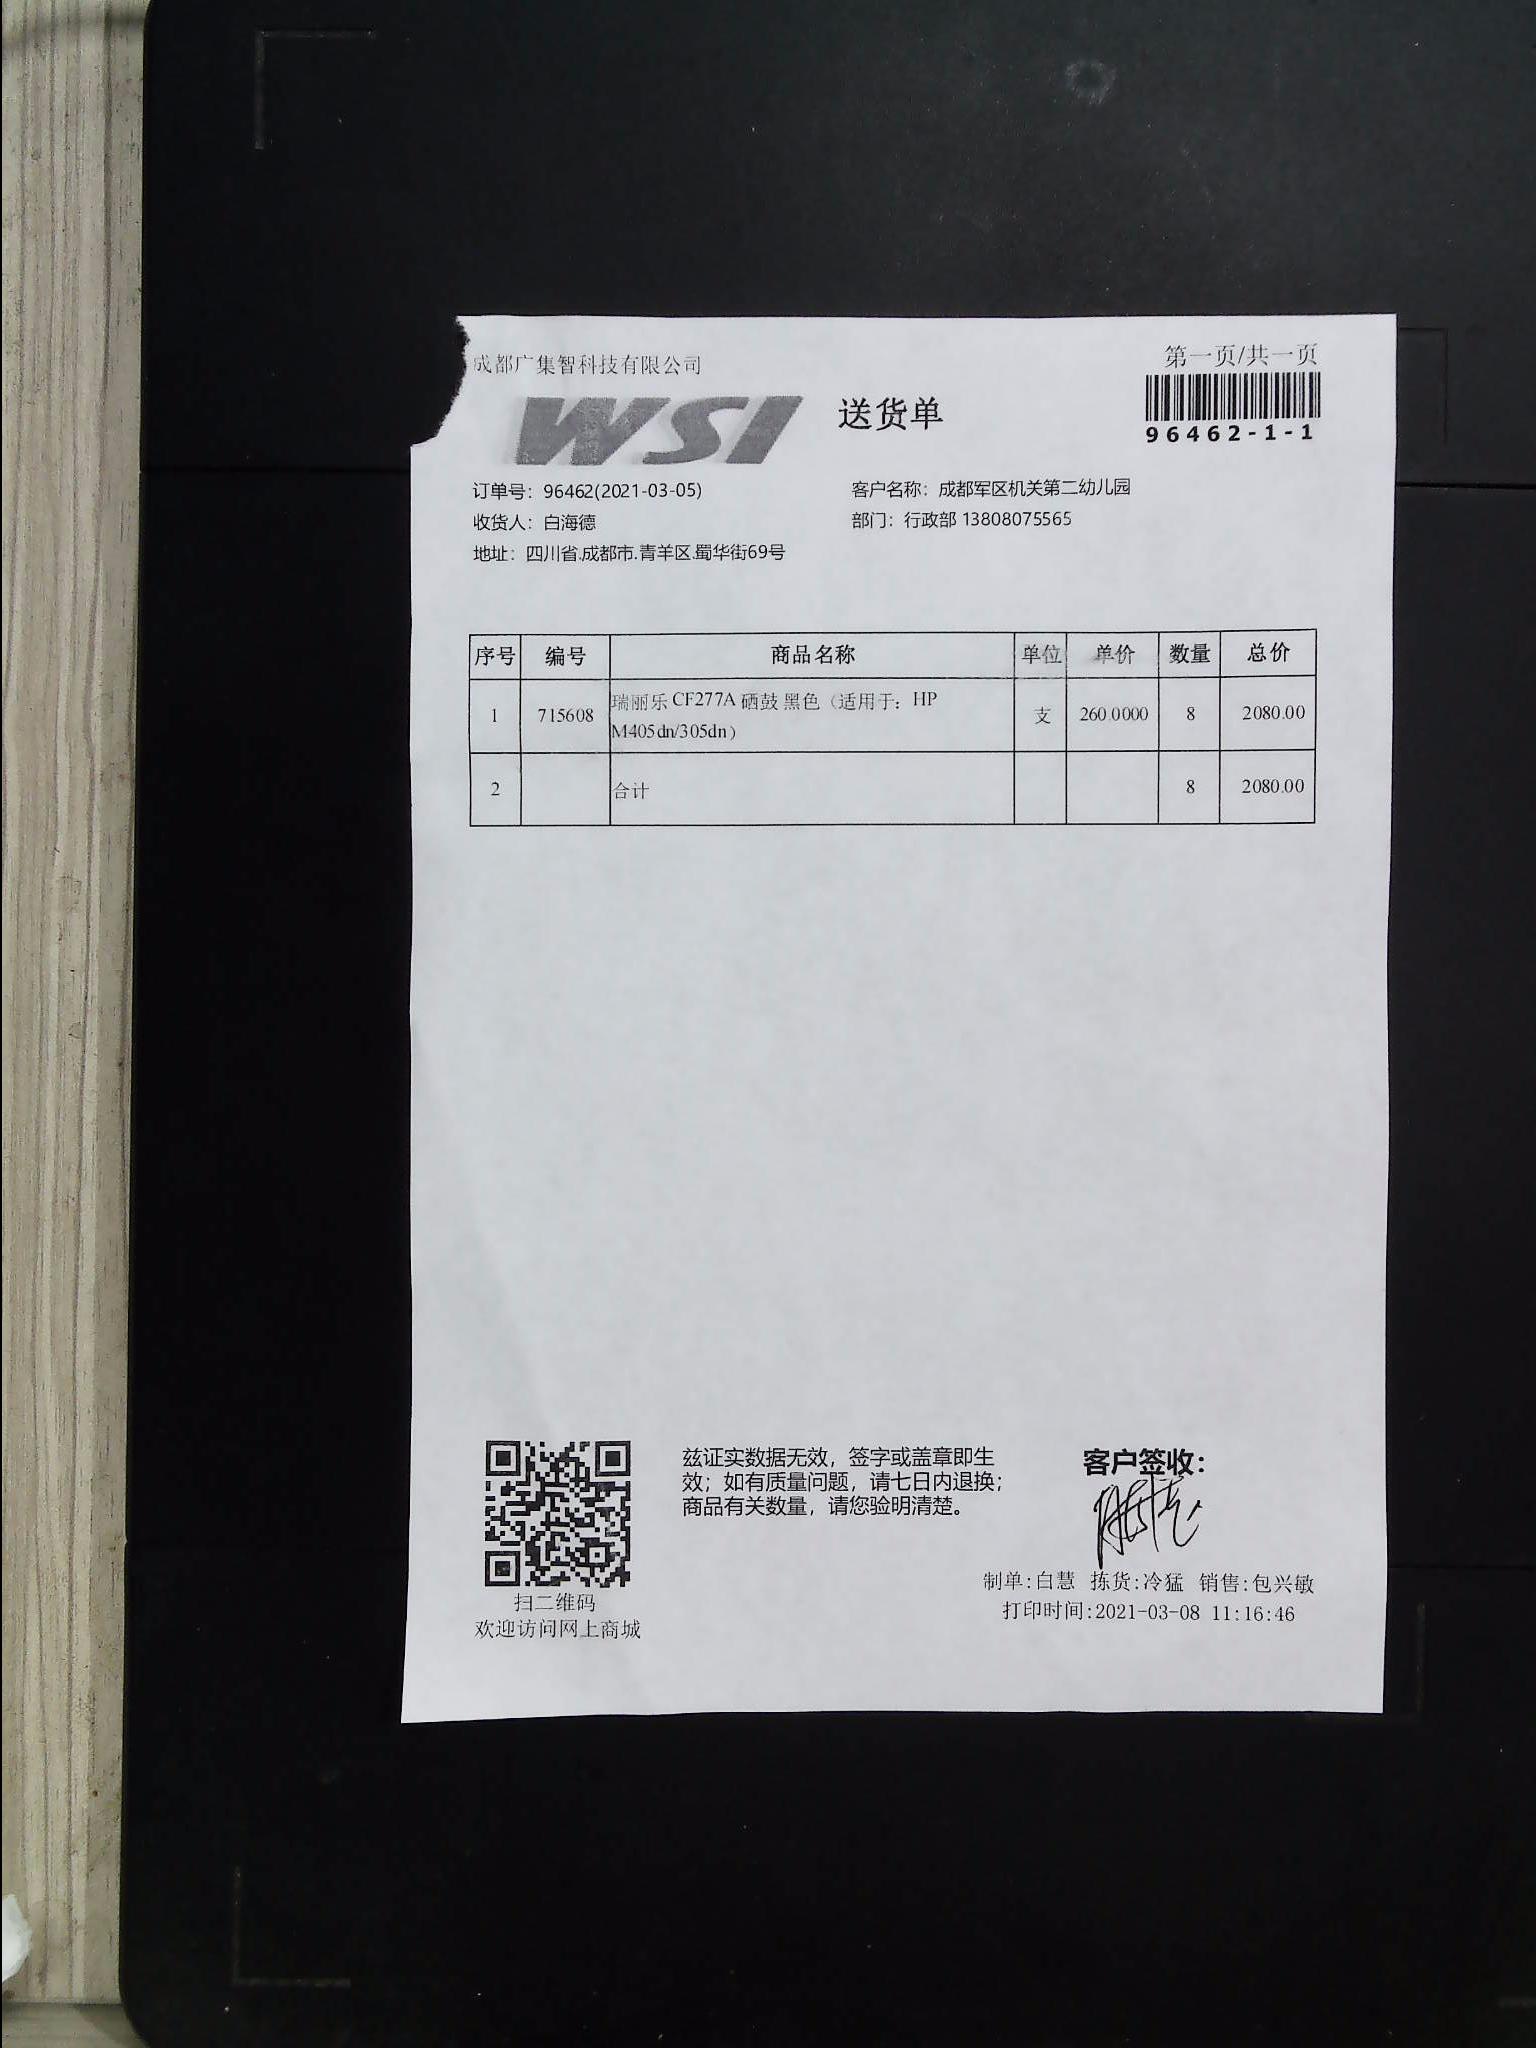 成都广集智科技有限公司
第一页/共一页
WSI
送货单
96462-1-1
订单号：96462(2021-03-05)
客户名称：成都军区机关第二幼儿园
收货人：白海德
部门：行政部 13808075565
地址：四川省.成都市.青羊区.蜀华街69号
序号 编号 商品名称 单位 单价 数量 总价
1 715608 瑞丽乐 CF277A 硒鼓 黑色（适用于：HP 支 260.0000 8 2080.00
M405dn/305dn）
2 合计 8 2080.00
兹证实数据无效，签字或盖章即生
效；如有质量问题，请七日内退换；
商品有关数量，请您验明清楚。
客户签收：
扫二维码
欢迎访问网上商城
制单:白慧 拣货:冷猛 销售:包兴敏
打印时间:2021-03-08 11:16:46